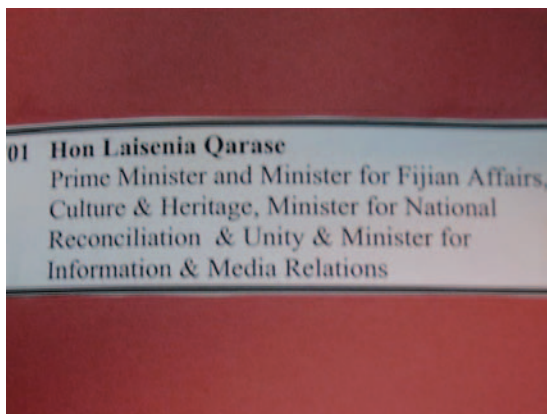 01 Hon Laisenia Qarase
Prime Minister and Minister for Fijian Affairs,
Culture & Heritage, Minister for National
Reconciliation & Unity & Minister for
Information & Media Relations